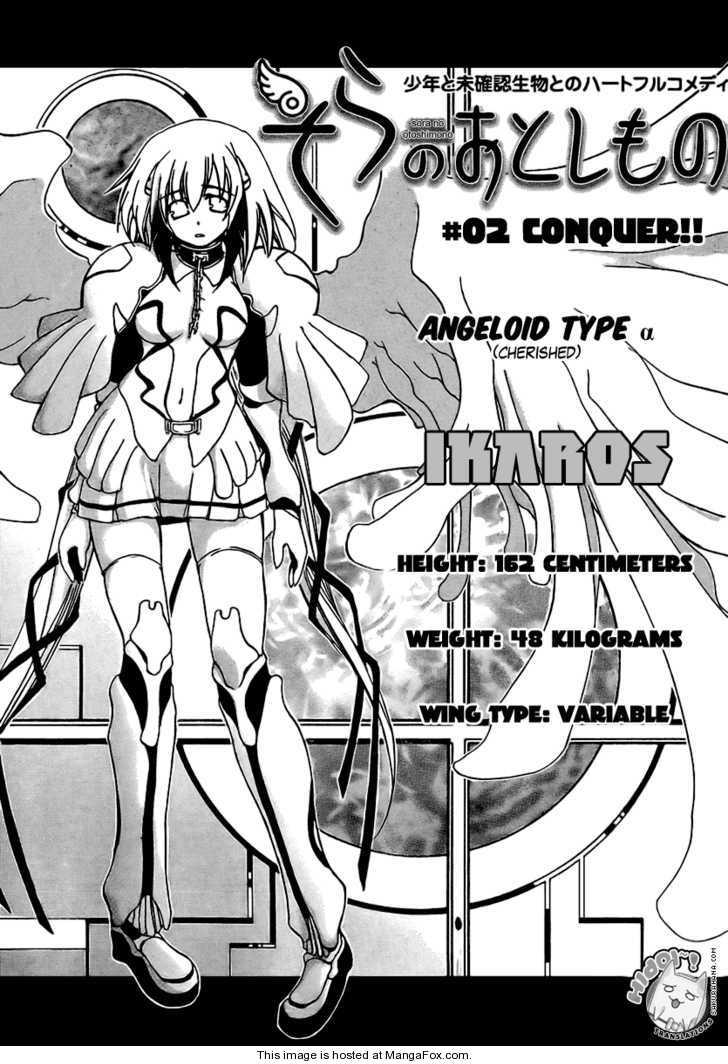 少年と未確認生物とのハートフルコメディ
そらのおとしもの
sora no
otoshimono
#02 CONQUER!!
ANGELOID TYPE α
(CHERISHED)
IKAROS
HEIGHT: 162 CENTIMETERS
WEIGHT: 48 KILOGRAMS
WING TYPE: VARIABLE
Hidoi~!
TRANSLATIONS
This image is hosted at MangaFox.com.